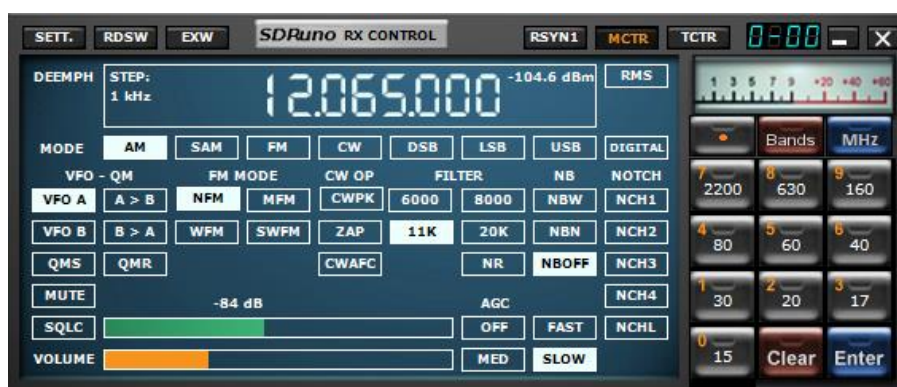 SETT. RDSW EXW SDRuno RX CONTROL RSYN1 MCTR TCTR 0-00
DEEMPH STEP: 12.065.000 -104.6 dBm RMS
1 kHz
1 3 5 7 9 +20 +40 +60
MODE AM SAM FM CW DSB LSB USB DIGITAL
Bands MHz
VFO - QM FM MODE CW OP FILTER NB NOTCH
VFO A A > B NFM MFM CWPK 6000 8000 NBW NCH1
7 2200 8 630 9 160
VFO B B > A WFM SWFM ZAP 11K 20K NBN NCH2
4 80 5 60 6 40
QMS QMR CWAFC NR NBOFF NCH3
MUTE -84 dB AGC NCH4
1 30 2 20 3 17
SQLC OFF FAST NCHL
VOLUME MED SLOW
0 15 Clear Enter